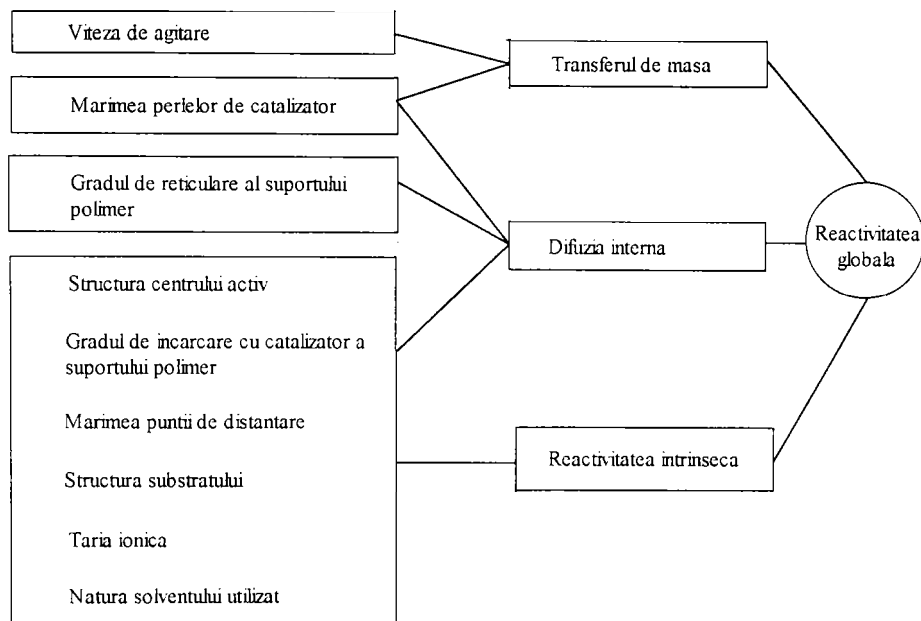 Viteza de agitare
Marimea perlelor de catalizator
Gradul de reticulare al suportului
polimer
Structura centrului activ
Gradul de incarcare cu catalizator a
suportului polimer
Marimea puntii de distantare
Structura substratului
Taria ionica
Natura solventului utilizat
Transferul de masa
Difuzia interna
Reactivitatea intrinseca
Reactivitatea
globala